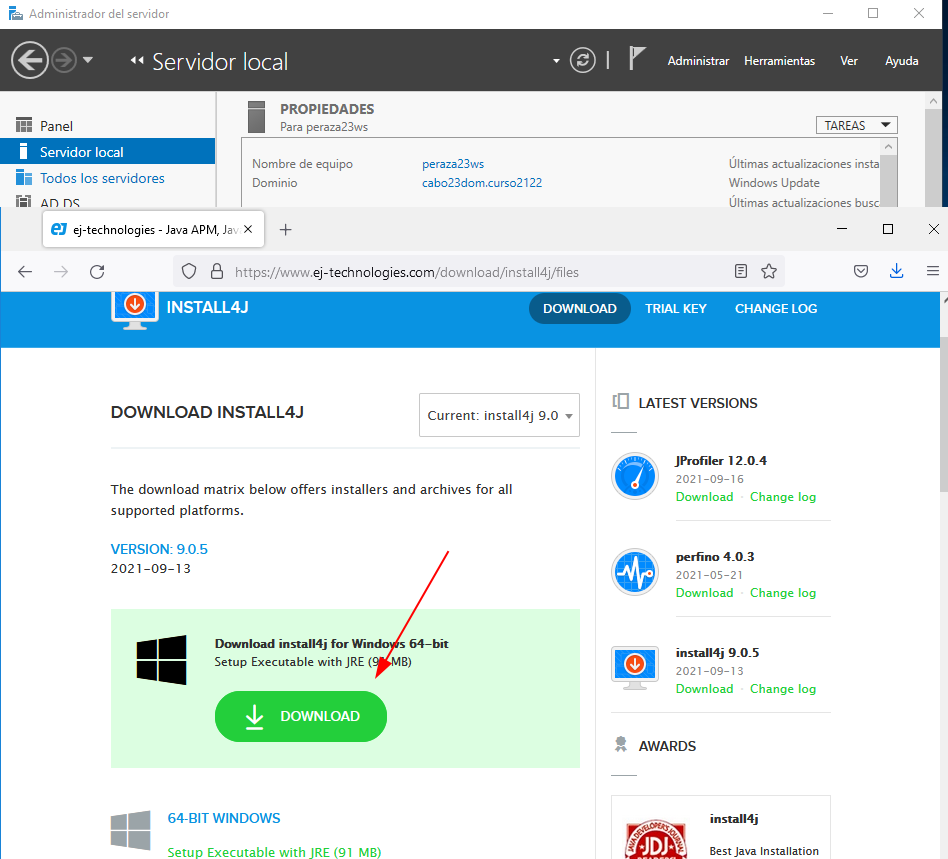 Administrador del servidor
Servidor local
Administrar Herramientas Ver Ayuda
Panel
Servidor local
Todos los servidores
AD DS
PROPIEDADES
Para peraza23ws
TAREAS
Nombre de equipo peraza23ws
Dominio cabo23dom.curso2122
Últimas actualizaciones insta
Windows Update
Últimas actualizaciones busc
ej-technologies - Java APM, Jav
https://www.ej-technologies.com/download/install4j/files
INSTALL4J
DOWNLOAD TRIAL KEY CHANGE LOG
DOWNLOAD INSTALL4J
Current: install4j 9.0
The download matrix below offers installers and archives for all
supported platforms.
VERSION: 9.0.5
2021-09-13
Download install4j for Windows 64-bit
Setup Executable with JRE (91 MB)
DOWNLOAD
64-BIT WINDOWS
Setup Executable with JRE (91 MB)
LATEST VERSIONS
JProfiler 12.0.4
2021-09-16
Download · Change log
perfino 4.0.3
2021-05-21
Download · Change log
install4j 9.0.5
2021-09-13
Download · Change log
AWARDS
JAVA DEVELOPER'S JOURNAL
JDJ
install4j
Best Java Installation